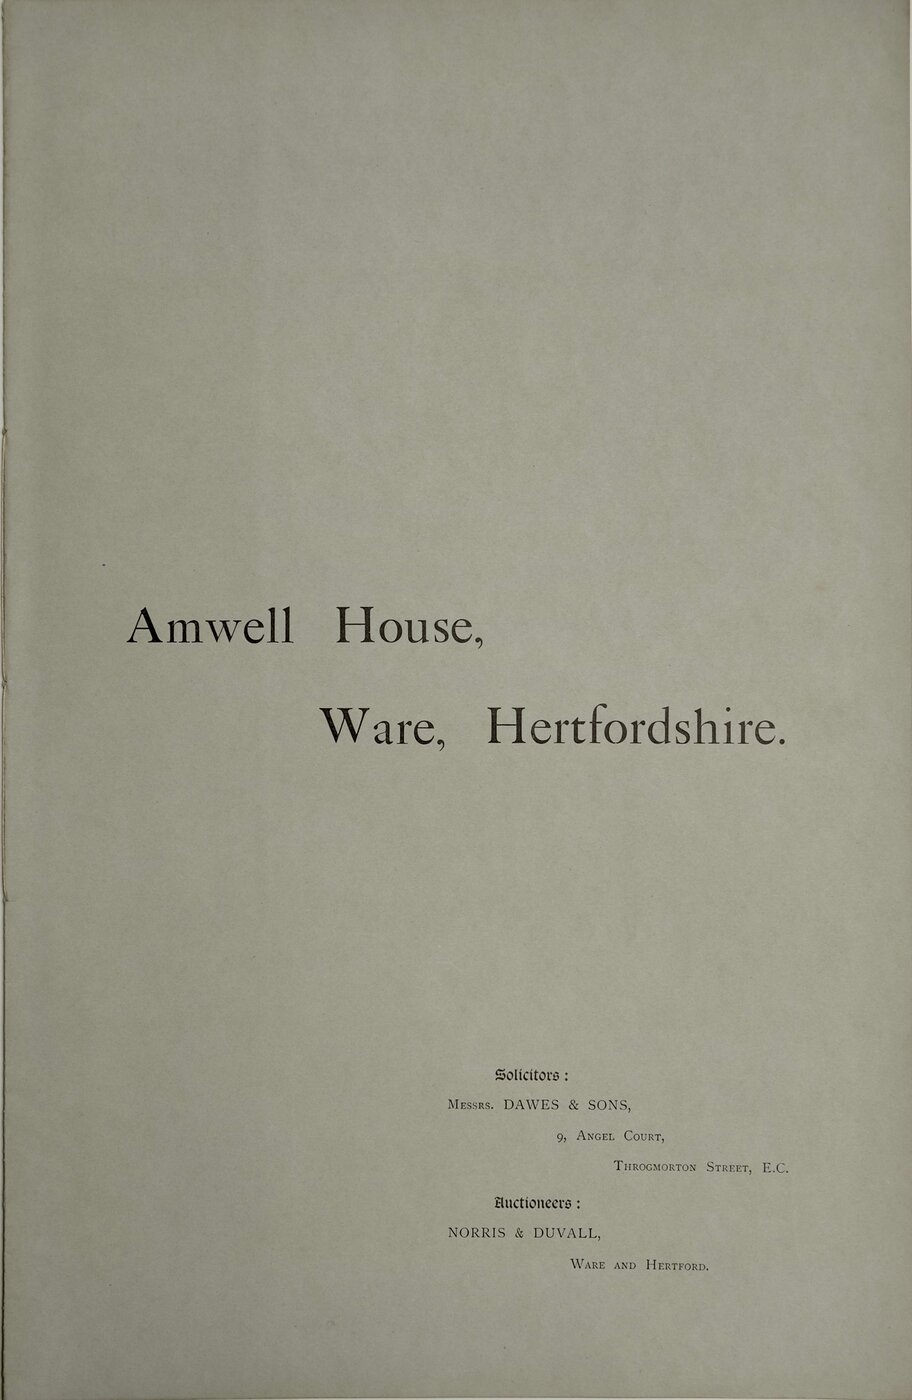 Amwell House,
Ware, Hertfordshire.
Solicitors :
Messrs. DAWES & SONS,
9, Angel Court,
Throgmorton Street, E.C.
Auctioneers :
NORRIS & DUVALL,
Ware and Hertford.